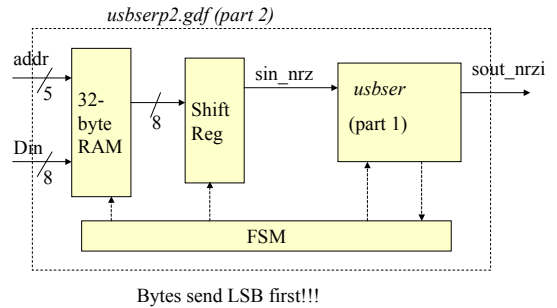 usbserp2.gdf (part 2)
addr
5
Din
8
32-
byte
RAM
8
Shift
Reg
sin_nrz
usbser
(part 1)
sout_nrzi
FSM
Bytes send LSB first!!!